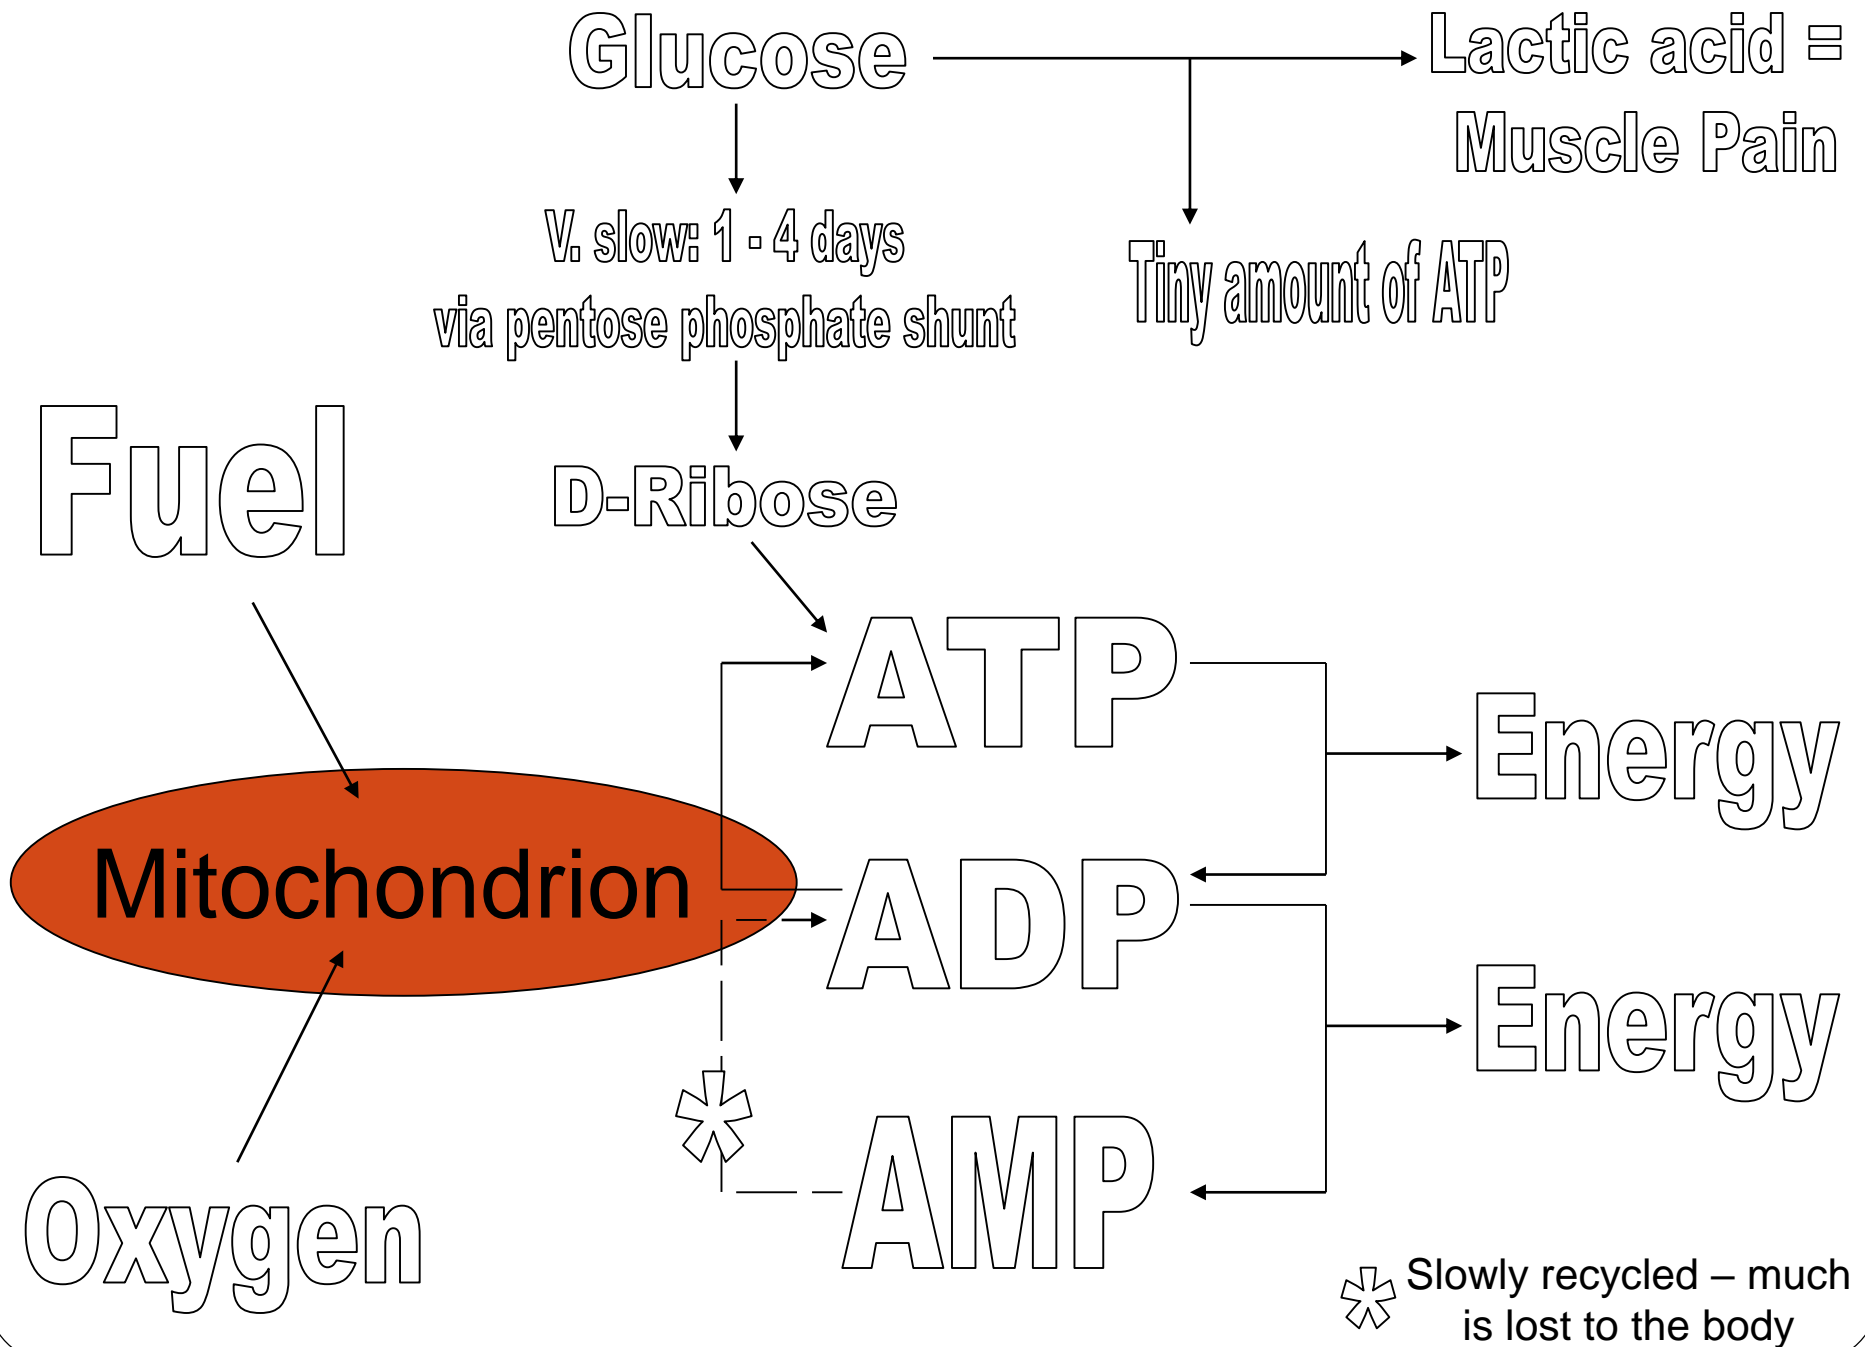 Glucose
Lactic acid =
Muscle Pain
V. slow: 1 - 4 days
via pentose phosphate shunt
Tiny amount of ATP
Fuel
D-Ribose
ATP
Energy
Mitochondrion
ADP
Energy
*
AMP
Oxygen
* Slowly recycled – much
is lost to the body